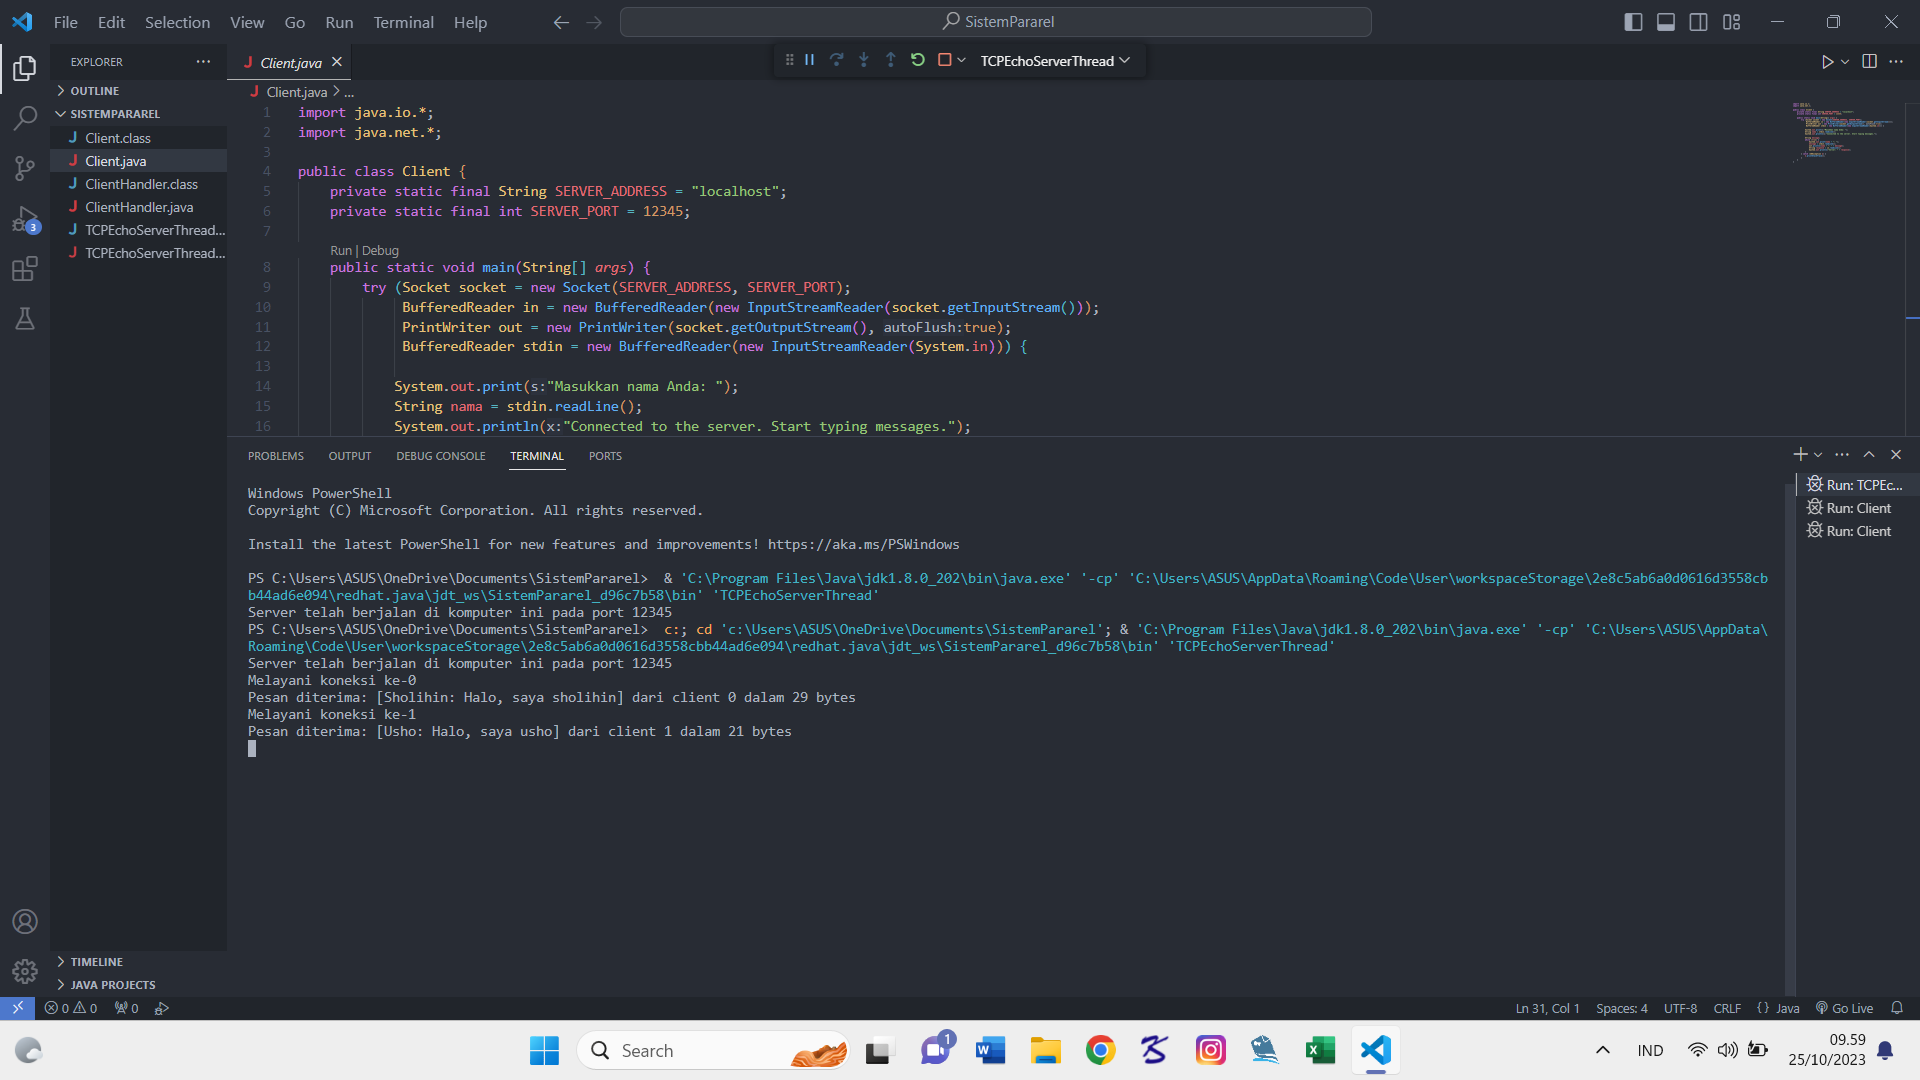 File Edit Selection View Go Run Terminal Help
SistemPararel
EXPLORER
Client.java
TCPEchoServerThread
OUTLINE
SISTEMPARAREL
Client.class
Client.java
ClientHandler.class
ClientHandler.java
TCPEchoServerThread...
TCPEchoServerThread...
3
Client.java > ...
1 import java.io.*;
2 import java.net.*;
3
4 public class Client {
5 private static final String SERVER_ADDRESS = "localhost";
6 private static final int SERVER_PORT = 12345;
7
Run | Debug
8 public static void main(String[] args) {
9 try (Socket socket = new Socket(SERVER_ADDRESS, SERVER_PORT);
10 BufferedReader in = new BufferedReader(new InputStreamReader(socket.getInputStream()));
11 PrintWriter out = new PrintWriter(socket.getOutputStream(), autoFlush:true);
12 BufferedReader stdin = new BufferedReader(new InputStreamReader(System.in))) {
13
14 System.out.print(s:"Masukkan nama Anda: ");
15 String nama = stdin.readLine();
16 System.out.println(x:"Connected to the server. Start typing messages.");
PROBLEMS OUTPUT DEBUG CONSOLE TERMINAL PORTS
Run: TCPEc...
Run: Client
Run: Client
Windows PowerShell
Copyright (C) Microsoft Corporation. All rights reserved.
Install the latest PowerShell for new features and improvements! https://aka.ms/PSWindows
PS C:\Users\ASUS\OneDrive\Documents\SistemPararel> & 'C:\Program Files\Java\jdk1.8.0_202\bin\java.exe' '-cp' 'C:\Users\ASUS\AppData\Roaming\Code\User\workspaceStorage\2e8c5ab6a0d0616d3558cb
b44ad6e094\redhat.java\jdt_ws\SistemPararel_d96c7b58\bin' 'TCPEchoServerThread'
Server telah berjalan di komputer ini pada port 12345
PS C:\Users\ASUS\OneDrive\Documents\SistemPararel> c:; cd 'c:\Users\ASUS\OneDrive\Documents\SistemPararel'; & 'C:\Program Files\Java\jdk1.8.0_202\bin\java.exe' '-cp' 'C:\Users\ASUS\AppData\
Roaming\Code\User\workspaceStorage\2e8c5ab6a0d0616d3558cbb44ad6e094\redhat.java\jdt_ws\SistemPararel_d96c7b58\bin' 'TCPEchoServerThread'
Server telah berjalan di komputer ini pada port 12345
Melayani koneksi ke-0
Pesan diterima: [Sholihin: Halo, saya sholihin] dari client 0 dalam 29 bytes
Melayani koneksi ke-1
Pesan diterima: [Usho: Halo, saya usho] dari client 1 dalam 21 bytes
TIMELINE
JAVA PROJECTS
0 0 0
Ln 31, Col 1 Spaces: 4 UTF-8 CRLF {} Java Go Live
Search
1
IND
09.59
25/10/2023